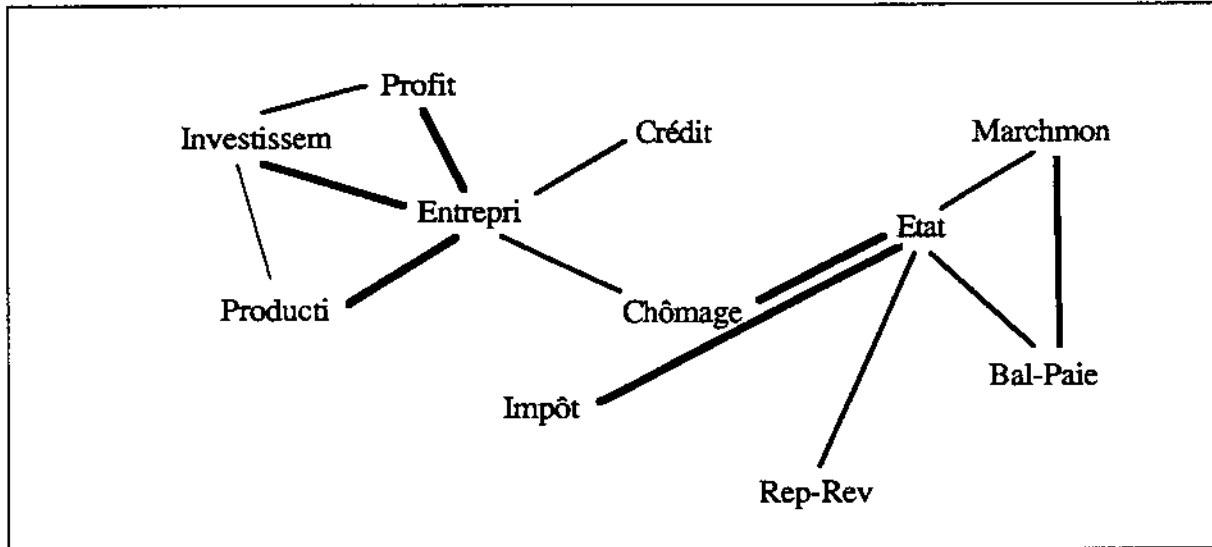 Profit
Investissem
Crédit
Marchmon
Entrepri
Etat
Producti
Chômage
Bal-Paie
Impôt
Rep-Rev